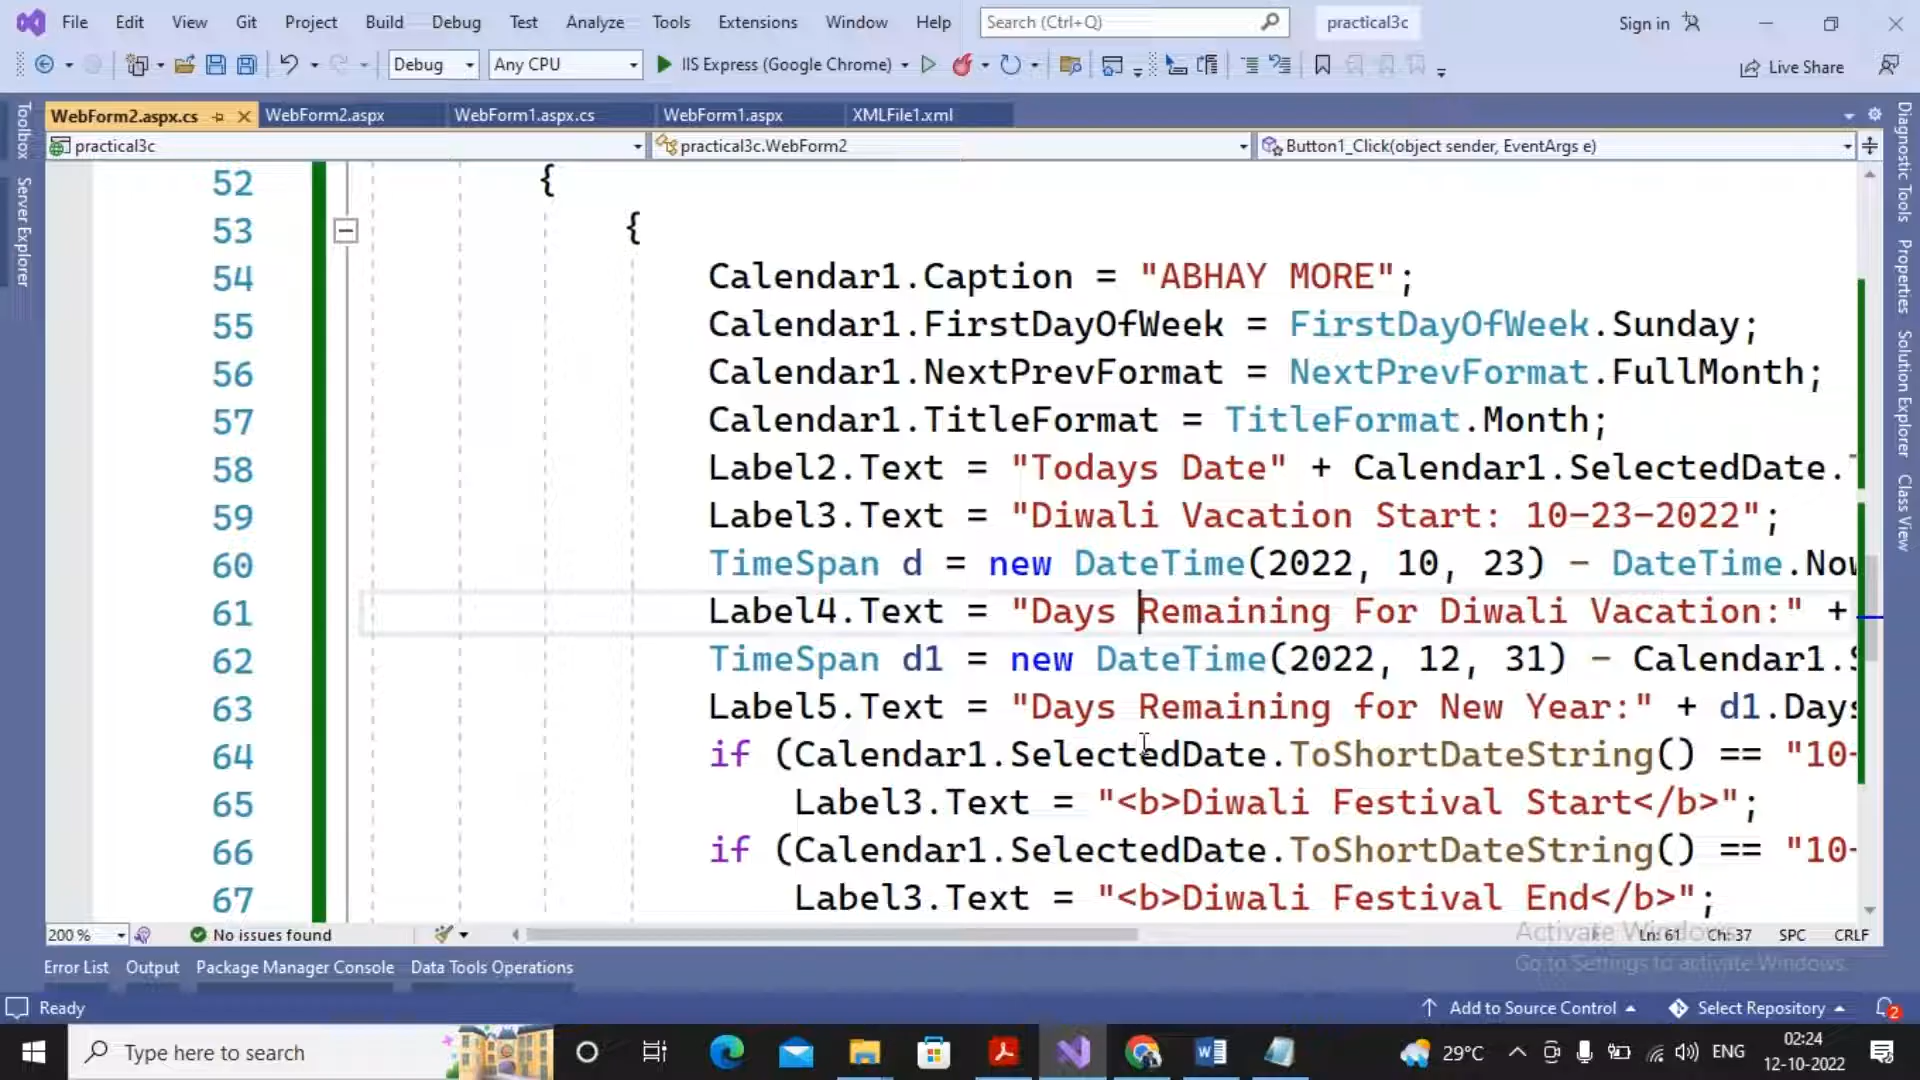 File Edit View Git Project Build Debug Test Analyze Tools Extensions Window Help Search (Ctrl+Q) practical3c Sign in
Debug Any CPU IIS Express (Google Chrome) Live Share
WebForm2.aspx.cs WebForm2.aspx WebForm1.aspx.cs WebForm1.aspx XMLFile1.xml
practical3c practical3c.WebForm2 Button1_Click(object sender, EventArgs e)
Toolbox
Server Explorer
52 {
53 {
54 Calendar1.Caption = "ABHAY MORE";
55 Calendar1.FirstDayOfWeek = FirstDayOfWeek.Sunday;
56 Calendar1.NextPrevFormat = NextPrevFormat.FullMonth;
57 Calendar1.TitleFormat = TitleFormat.Month;
58 Label2.Text = "Todays Date" + Calendar1.SelectedDate.
59 Label3.Text = "Diwali Vacation Start: 10-23-2022";
60 TimeSpan d = new DateTime(2022, 10, 23) - DateTime.Now
61 Label4.Text = "Days Remaining For Diwali Vacation:" +
62 TimeSpan d1 = new DateTime(2022, 12, 31) - Calendar1.
63 Label5.Text = "Days Remaining for New Year:" + d1.Days
64 if (Calendar1.SelectedDate.ToShortDateString() == "10-
65 Label3.Text = "<b>Diwali Festival Start</b>";
66 if (Calendar1.SelectedDate.ToShortDateString() == "10-
67 Label3.Text = "<b>Diwali Festival End</b>";
Diagnostic Tools
Properties
Solution Explorer
Class View
200 % No issues found Ln: 61 Ch: 37 SPC CRLF
Activate Windows
Go to Settings to activate Windows.
Error List Output Package Manager Console Data Tools Operations
Ready Add to Source Control Select Repository 2
Type here to search 29°C ENG 02:24
12-10-2022